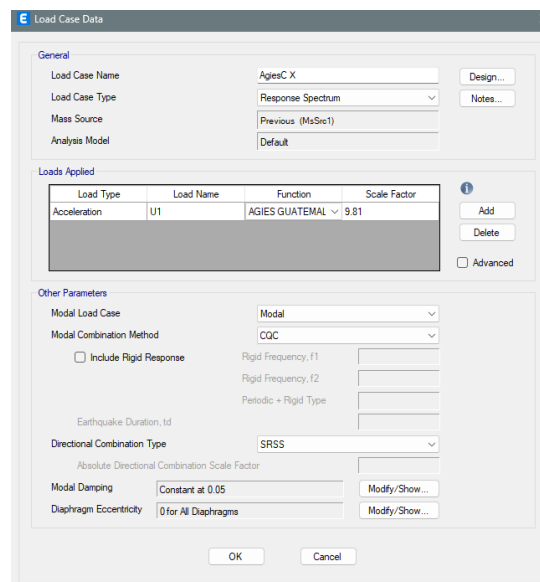 E Load Case Data
General
Load Case Name AgiesC X Design...
Load Case Type Response Spectrum Notes...
Mass Source Previous (MsSrc1)
Analysis Model Default
Loads Applied
Load Type Load Name Function Scale Factor
Acceleration U1 AGIES GUATEMAL 9.81
Add
Delete
Advanced
Other Parameters
Modal Load Case Modal
Modal Combination Method CQC
Include Rigid Response Rigid Frequency, f1
Rigid Frequency, f2
Periodic + Rigid Type
Earthquake Duration, td
Directional Combination Type SRSS
Absolute Directional Combination Scale Factor
Modal Damping Constant at 0.05 Modify/Show...
Diaphragm Eccentricity 0 for All Diaphragms Modify/Show...
OK Cancel